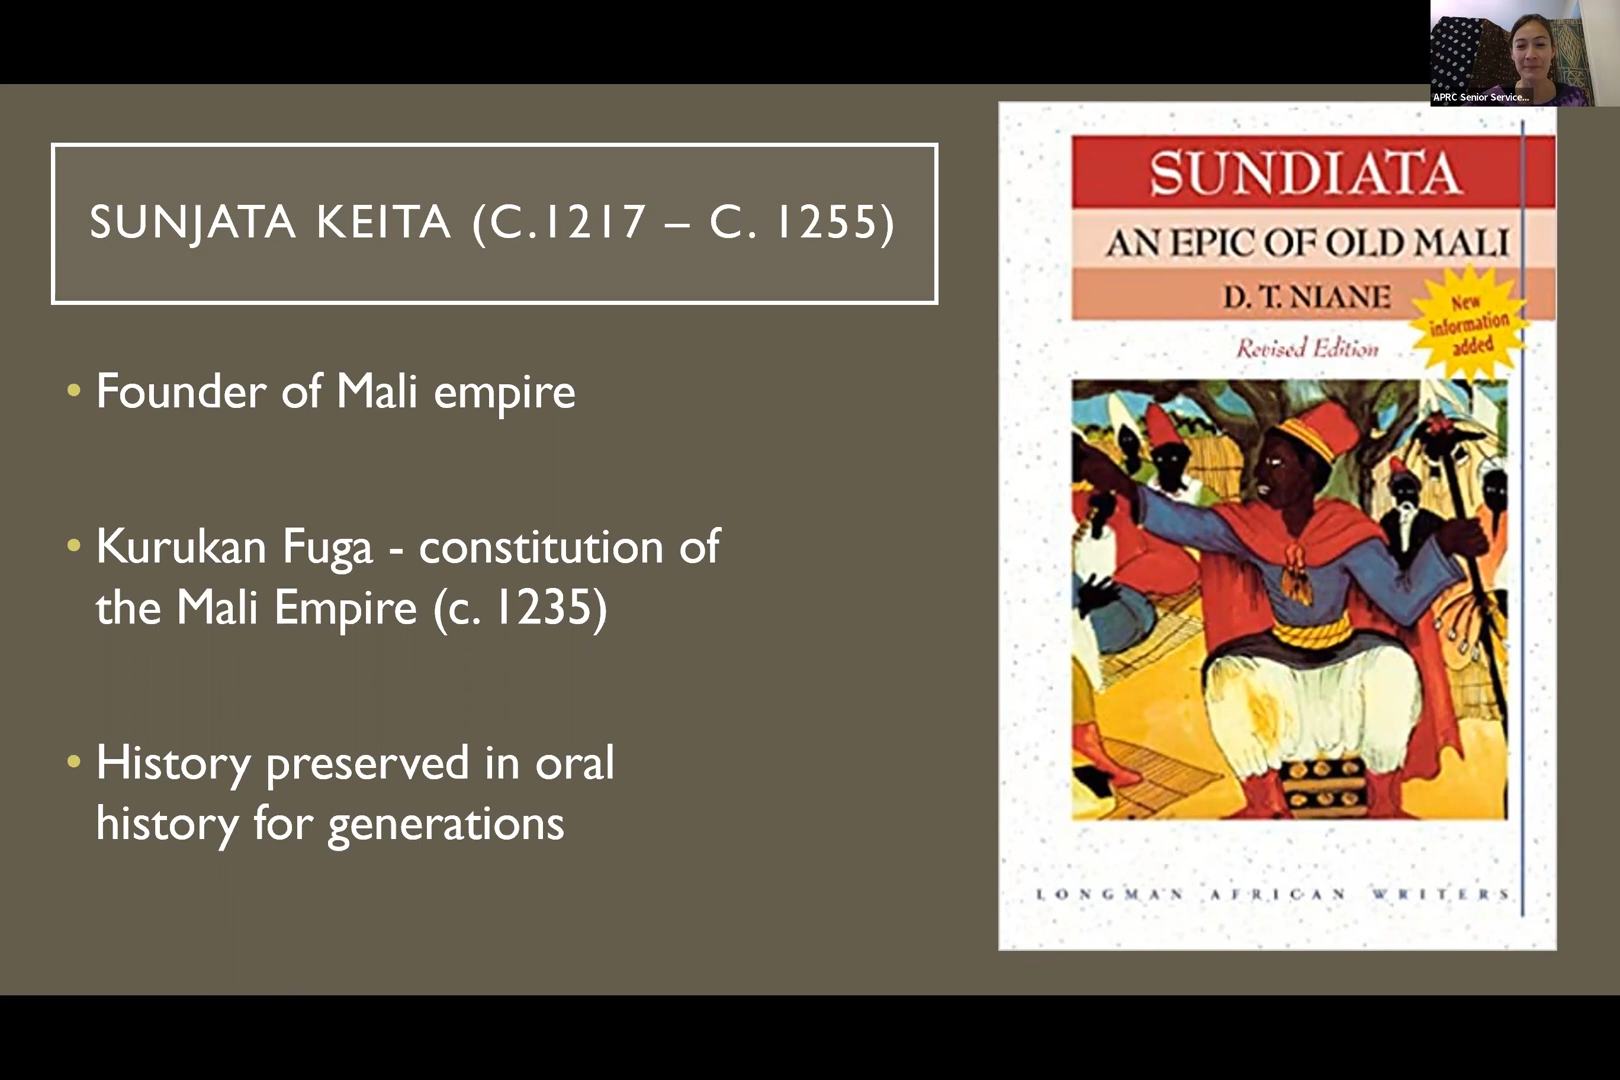 APRC Senior Service...
SUNJATA KEITA (C.1217 – C. 1255)
• Founder of Mali empire
• Kurukan Fuga - constitution of
the Mali Empire (c. 1235)
• History preserved in oral
history for generations
SUNDIATA
AN EPIC OF OLD MALI
D. T. NIANE
Revised Edition
New
information
added
LONGMAN AFRICAN WRITERS